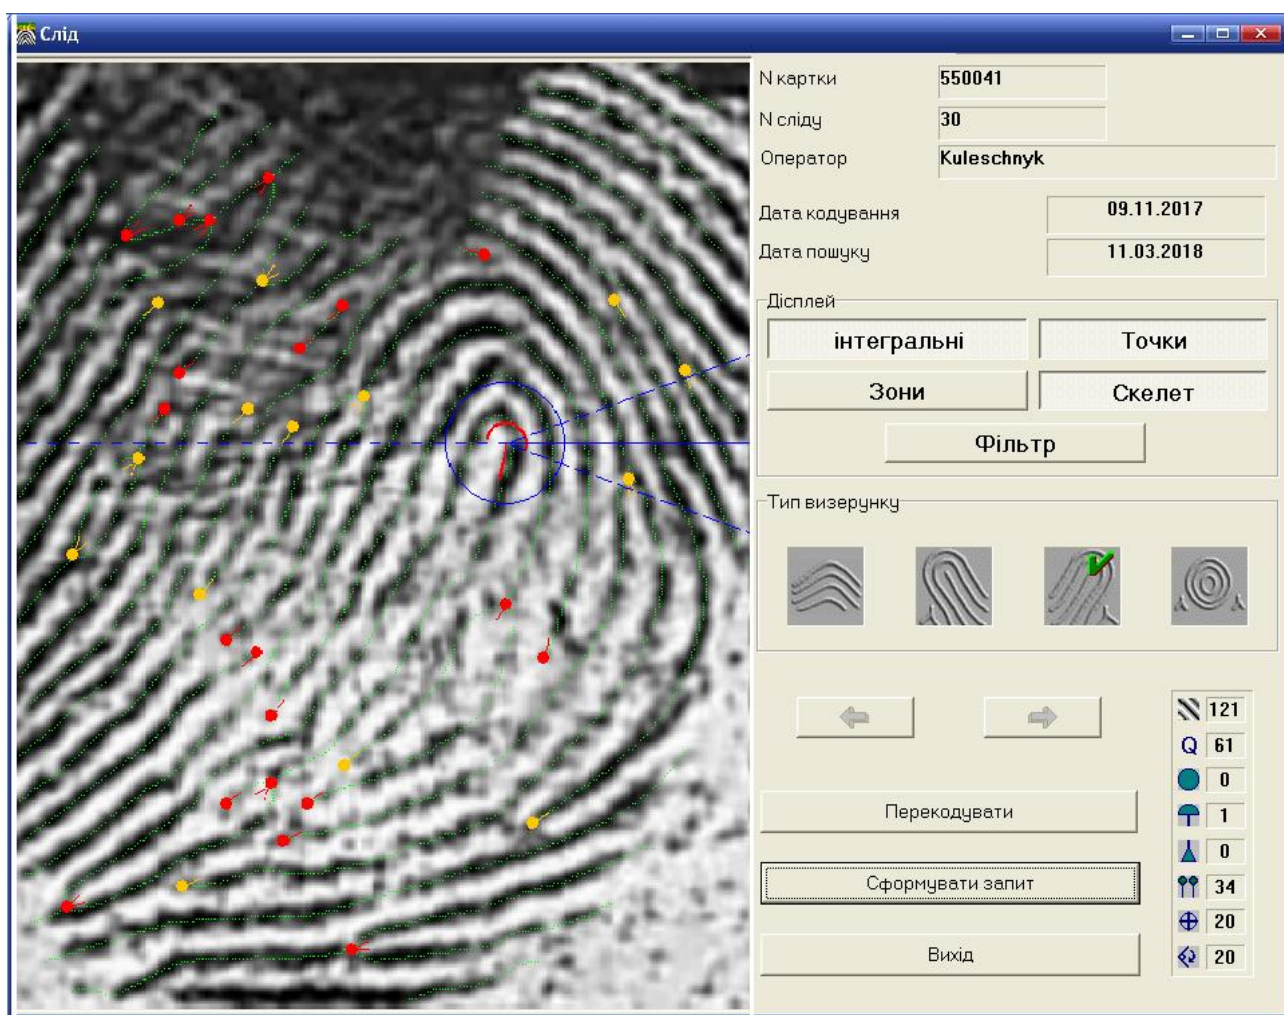 Слід
N картки 550041
N сліду 30
Оператор Kuleschnyk
Дата кодування 09.11.2017
Дата пошуку 11.03.2018
Дісплей
інтегральні Точки
Зони Скелет
Фільтр
Тип визерунку
121
Q 61
0
1
0
34
20
20
Перекодувати
Сформувати запит
Вихід